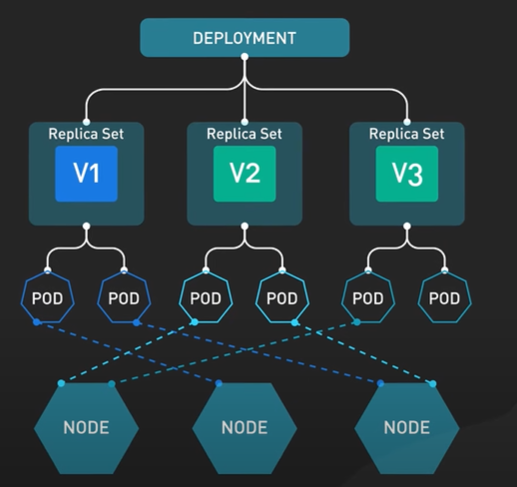 DEPLOYMENT
Replica Set
V1
Replica Set
V2
Replica Set
V3
POD
POD
POD
POD
POD
POD
NODE
NODE
NODE